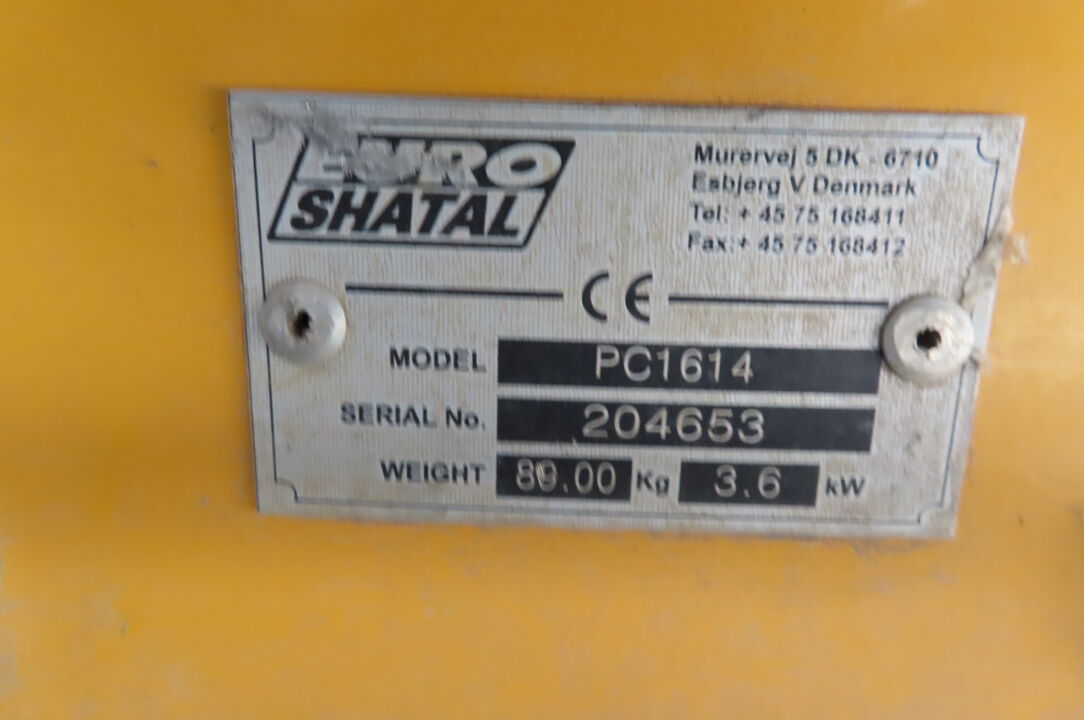 EURO
SHATAL
Murervej 5 DK - 6710
Esbjerg V Denmark
Tel: + 45 75 168411
Fax:+ 45 75 168412
CE
MODEL PC1614
SERIAL No. 204653
WEIGHT 89.00 Kg 3.6 kW